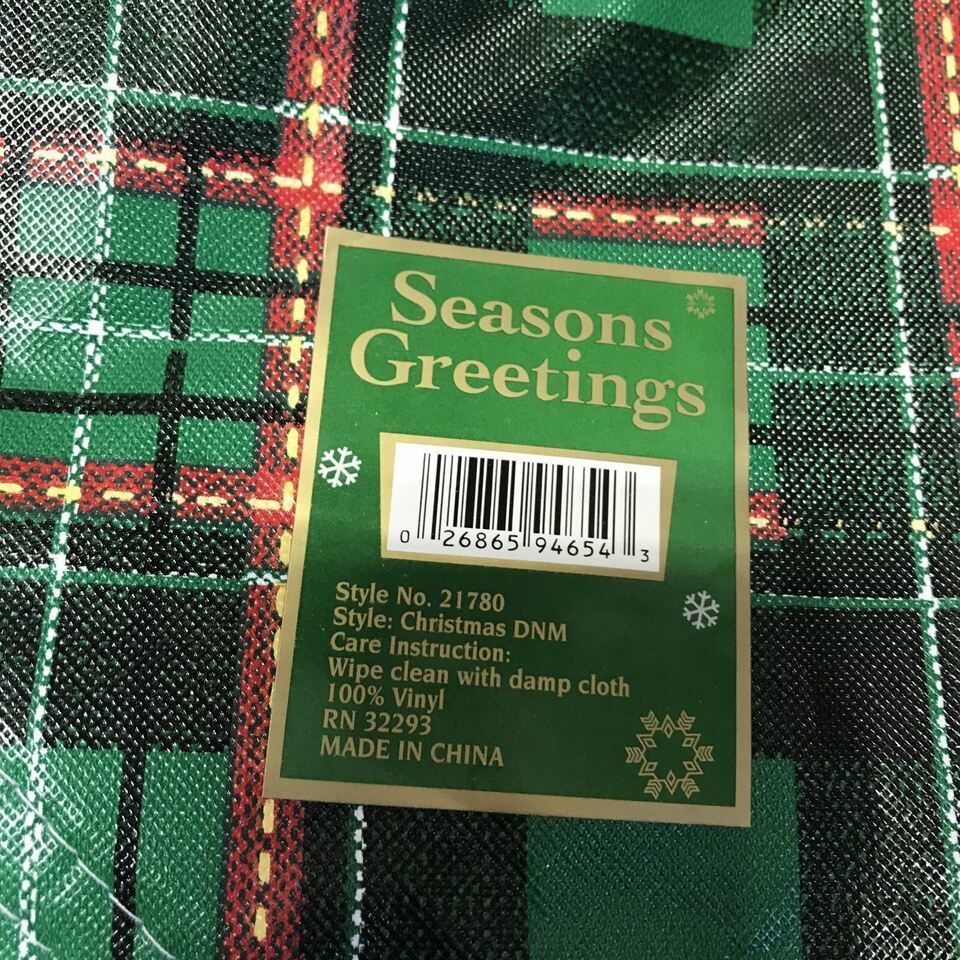 Seasons
Greetings
0 26865 94654 3
Style No. 21780
Style: Christmas DNM
Care Instruction:
Wipe clean with damp cloth
100% Vinyl
RN 32293
MADE IN CHINA